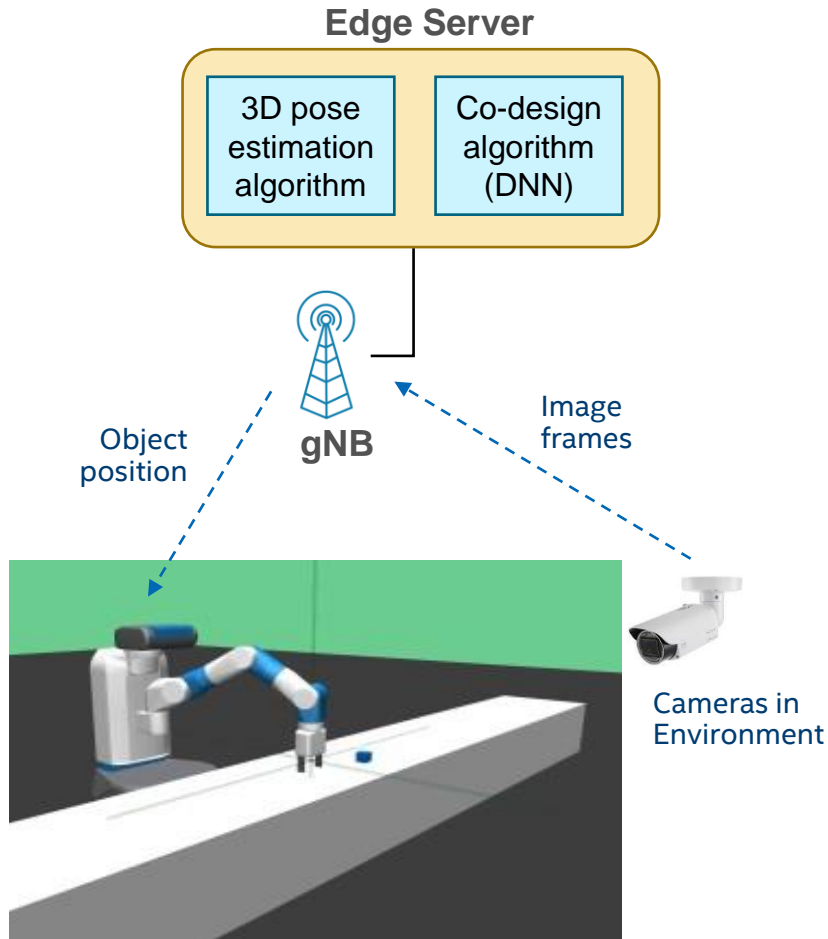 Edge Server
3D pose
estimation
algorithm
Co-design
algorithm
(DNN)
gNB
Object
position
Image
frames
Cameras in
Environment